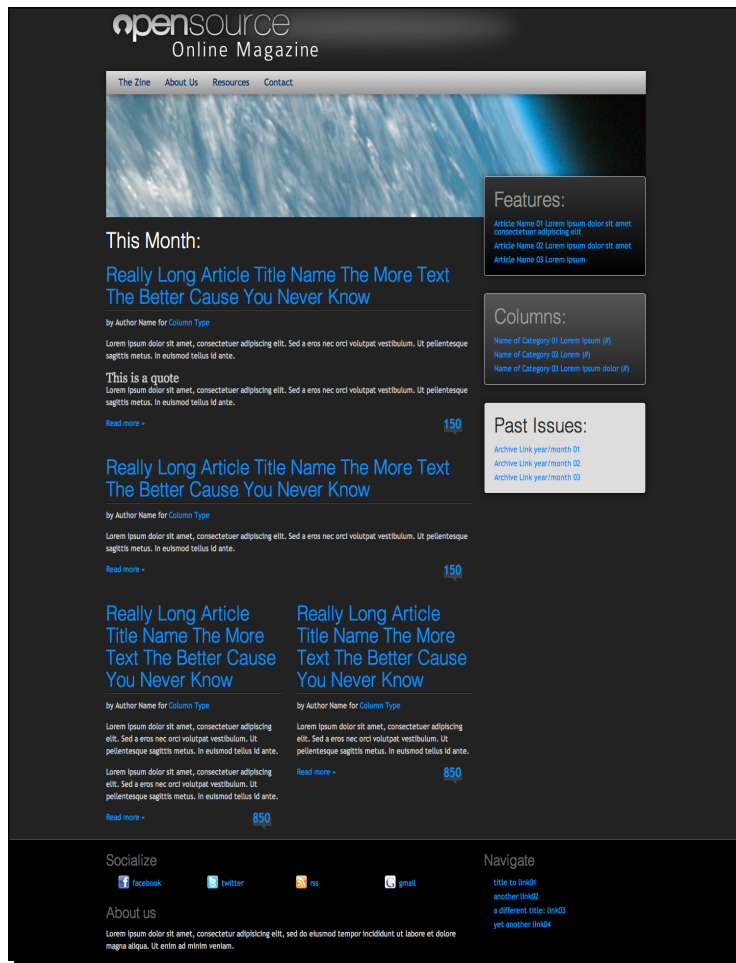 opensource
Online Magazine
The Zine About Us Resources Contact
This Month:
Really Long Article Title Name The More Text
The Better Cause You Never Know
by Author Name for Column Type
Lorem ipsum dolor sit amet, consectetuer adipiscing elit. Sed a eros nec orci volutpat vestibulum. Ut pellentesque
sagittis metus. In euismod tellus id ante.
This is a quote
Lorem ipsum dolor sit amet, consectetuer adipiscing elit. Sed a eros nec orci volutpat vestibulum. Ut pellentesque
sagittis metus. In euismod tellus id ante.
Read more » 150
Really Long Article Title Name The More Text
The Better Cause You Never Know
by Author Name for Column Type
Lorem ipsum dolor sit amet, consectetuer adipiscing elit. Sed a eros nec orci volutpat vestibulum. Ut pellentesque
sagittis metus. In euismod tellus id ante.
Read more » 150
Really Long Article
Title Name The More
Text The Better Cause
You Never Know
by Author Name for Column Type
Lorem ipsum dolor sit amet, consectetuer adipiscing
elit. Sed a eros nec orci volutpat vestibulum. Ut
pellentesque sagittis metus. In euismod tellus id ante.
Lorem ipsum dolor sit amet, consectetuer adipiscing
elit. Sed a eros nec orci volutpat vestibulum. Ut
pellentesque sagittis metus. In euismod tellus id ante.
Read more » 850
Really Long Article
Title Name The More
Text The Better Cause
You Never Know
by Author Name for Column Type
Lorem ipsum dolor sit amet, consectetuer adipiscing
elit. Sed a eros nec orci volutpat vestibulum. Ut
pellentesque sagittis metus. In euismod tellus id ante.
Read more » 850
Features:
Article Name 01 Lorem ipsum dolor sit amet
consectetuer adipiscing elit
Article Name 02 Lorem ipsum dolor sit amet
Article Name 03 Lorem ipsum
Columns:
Name of Category 01 Lorem ipsum (#)
Name of Category 02 Lorem (#)
Name of Category 03 Lorem ipsum dolor (#)
Past Issues:
Archive Link year/month 01
Archive Link year/month 02
Archive Link year/month 03
Socialize
facebook twitter rss gmail
About us
Lorem ipsum dolor sit amet, consectetur adipisicing elit, sed do eiusmod tempor incididunt ut labore et dolore
magna aliqua. Ut enim ad minim veniam.
Navigate
title to link01
another link02
a different title: link03
yet another link04